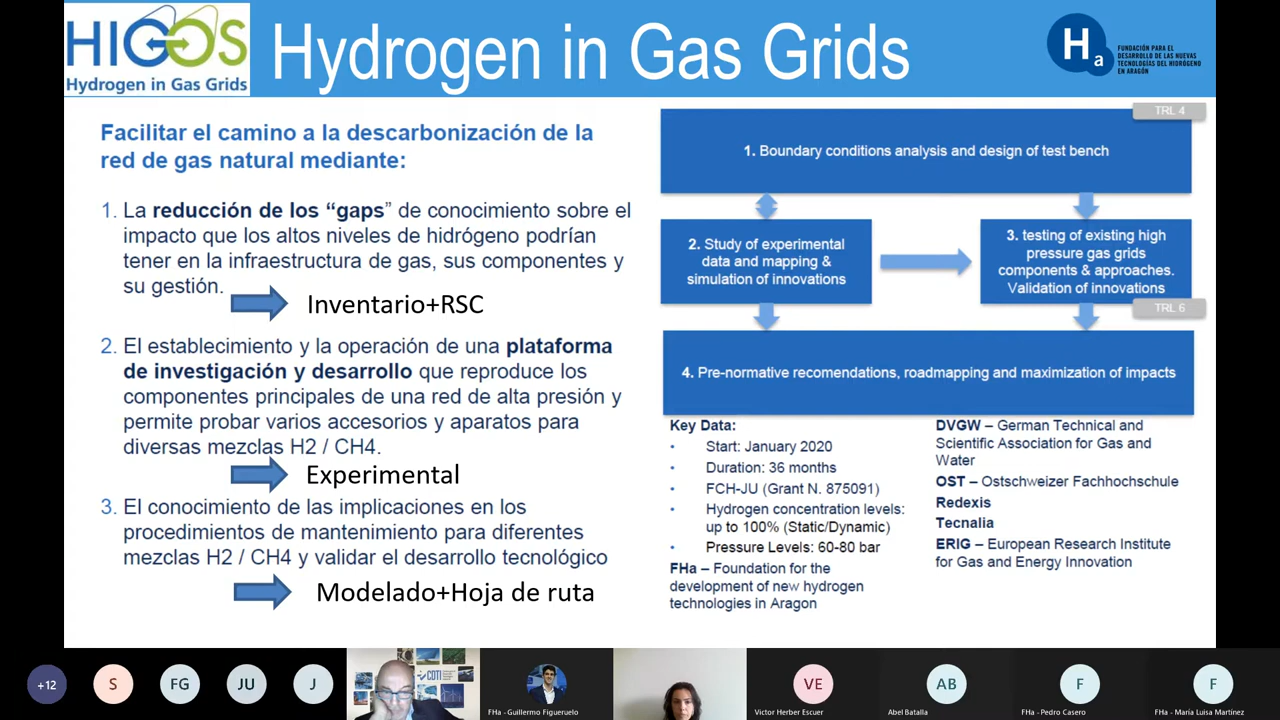 HIGGS
Hydrogen in Gas Grids
Hydrogen in Gas Grids
Ha
FUNDACIÓN PARA EL
DESARROLLO DE LAS NUEVAS
TECNOLOGÍAS DEL HIDRÓGENO
EN ARAGÓN
Facilitar el camino a la descarbonización de la
red de gas natural mediante:
1. La reducción de los “gaps” de conocimiento sobre el
impacto que los altos niveles de hidrógeno podrían
tener en la infraestructura de gas, sus componentes y
su gestión.
Inventario+RSC
2. El establecimiento y la operación de una plataforma
de investigación y desarrollo que reproduce los
componentes principales de una red de alta presión y
permite probar varios accesorios y aparatos para
diversas mezclas H2 / CH4.
Experimental
3. El conocimiento de las implicaciones en los
procedimientos de mantenimiento para diferentes
mezclas H2 / CH4 y validar el desarrollo tecnológico
Modelado+Hoja de ruta
TRL 4
1. Boundary conditions analysis and design of test bench
2. Study of experimental
data and mapping &
simulation of innovations
3. testing of existing high
pressure gas grids
components & approaches.
Validation of innovations
TRL 6
4. Pre-normative recomendations, roadmapping and maximization of impacts
Key Data:
• Start: January 2020
• Duration: 36 months
• FCH-JU (Grant N. 875091)
• Hydrogen concentration levels:
up to 100% (Static/Dynamic)
• Pressure Levels: 60-80 bar
FHa – Foundation for the
development of new hydrogen
technologies in Aragon
DVGW – German Technical and
Scientific Association for Gas and
Water
OST – Ostschweizer Fachhochschule
Redexis
Tecnalia
ERIG – European Research Institute
for Gas and Energy Innovation
+12
S
FG
JU
J
CDTI
FHa - Guillermo Figueruelo
VE
Victor Herber Escuer
AB
Abel Batalla
F
FHa - Pedro Casero
F
FHa - María Luisa Martínez